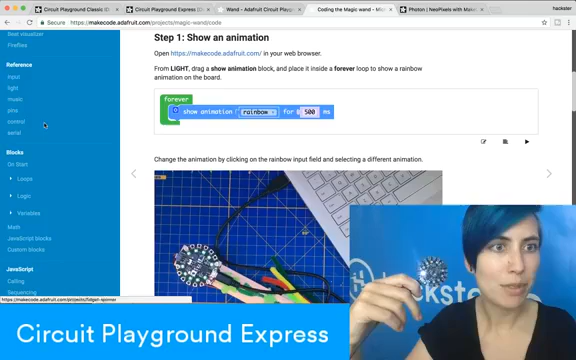 Circuit Playground Classic (D
Circuit Playground Express (D
Wand - Adafruit Circuit Playg
Coding the Magic wand - micr
Photon | NeoPixels with Make
hackster
Secure
https://makecode.adafruit.com/projects/magic-wand/code
Beat visualizer
Fireflies
Reference
input
light
music
pins
control
serial
Blocks
On Start
Loops
Logic
Variables
Math
JavaScript blocks
Custom blocks
JavaScript
Calling
Sequencing
Step 1: Show an animation
Open https://makecode.adafruit.com/ in your web browser.
From LIGHT, drag a show animation block, and place it inside a forever loop to show a rainbow
animation on the board.
forever
show animation rainbow for 500 ms
Change the animation by clicking on the rainbow input field and selecting a different animation.
https://makecode.adafruit.com/projects/fidget-spinner
Circuit Playground Express